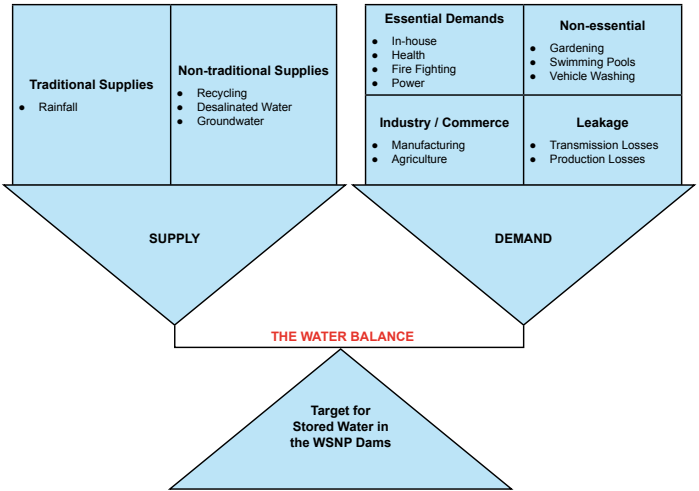 Traditional Supplies
● Rainfall
Non-traditional Supplies
● Recycling
● Desalinated Water
● Groundwater
SUPPLY
Essential Demands
● In-house
● Health
● Fire Fighting
● Power
Non-essential
● Gardening
● Swimming Pools
● Vehicle Washing
Industry / Commerce
● Manufacturing
● Agriculture
Leakage
● Transmission Losses
● Production Losses
DEMAND
THE WATER BALANCE
Target for
Stored Water in
the WSNP Dams